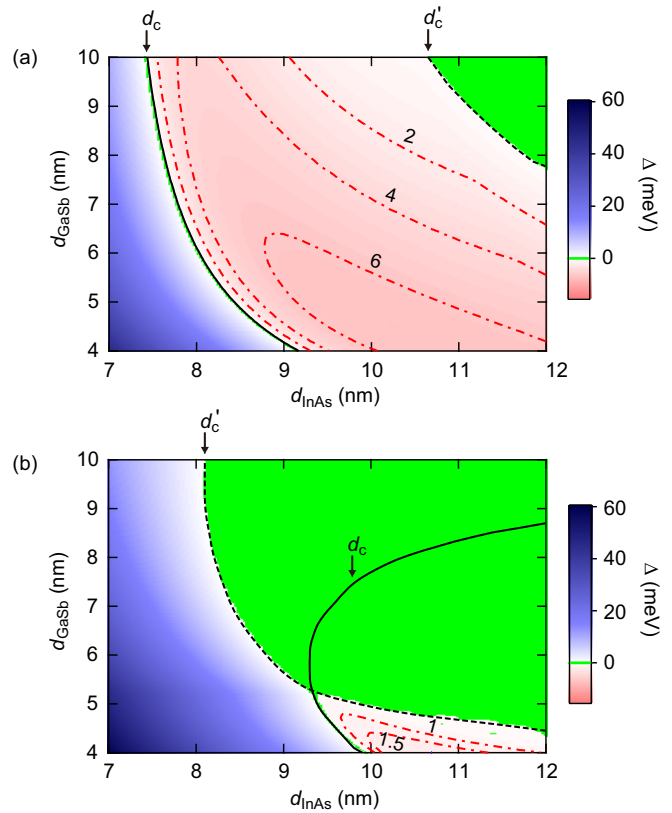 d_c d_c'
(a)
10
9
8
7
6
5
4
d_GaSb (nm)
2
4
6
7 8 9 10 11 12
d_InAs (nm)
60
40
20
0
Δ (meV)
d_c'
(b)
10
9
8
7
6
5
4
d_GaSb (nm)
d_c
1
1.5
7 8 9 10 11 12
d_InAs (nm)
60
40
20
0
Δ (meV)